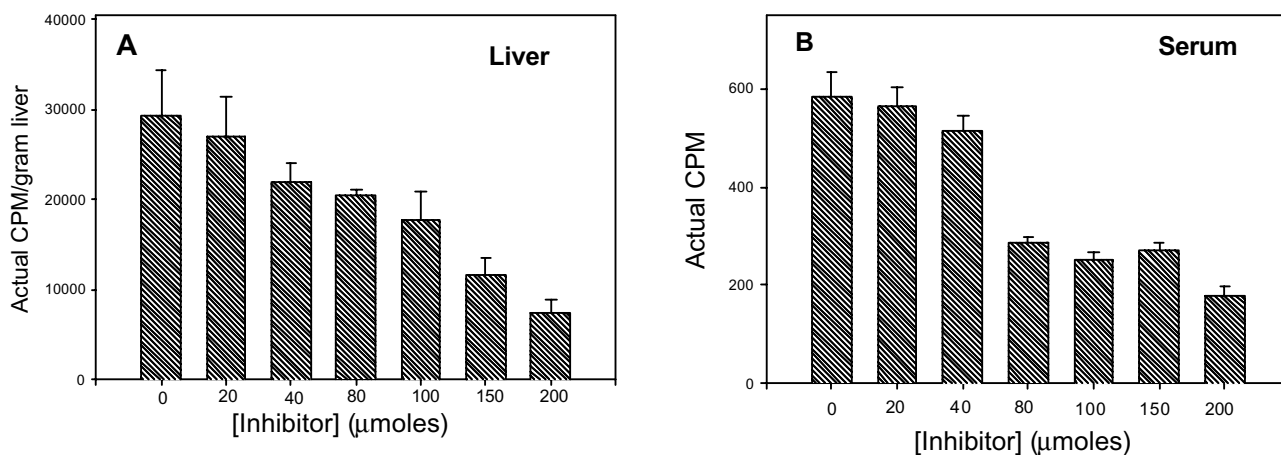 A
Liver
Actual CPM/gram liver
40000
30000
20000
10000
0
0 20 40 80 100 150 200
[Inhibitor] (μmoles)
B
Serum
Actual CPM
600
400
200
0
0 20 40 80 100 150 200
[Inhibitor] (μmoles)